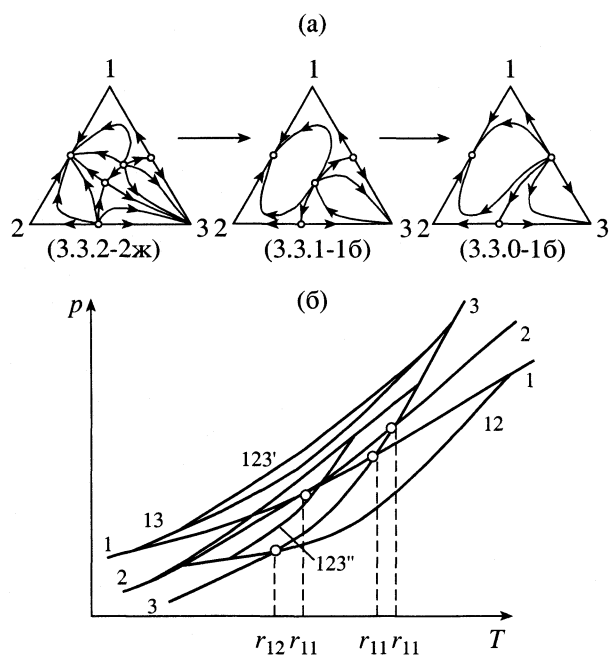 (а)
1 1 1
2 3 2 3 2 3
(3.3.2-2ж) (3.3.1-1б) (3.3.0-1б)
(б)
p
3
2
1
12
123′
13
1
2
3
123″
r₁₂ r₁₁ r₁₁ r₁₁ T